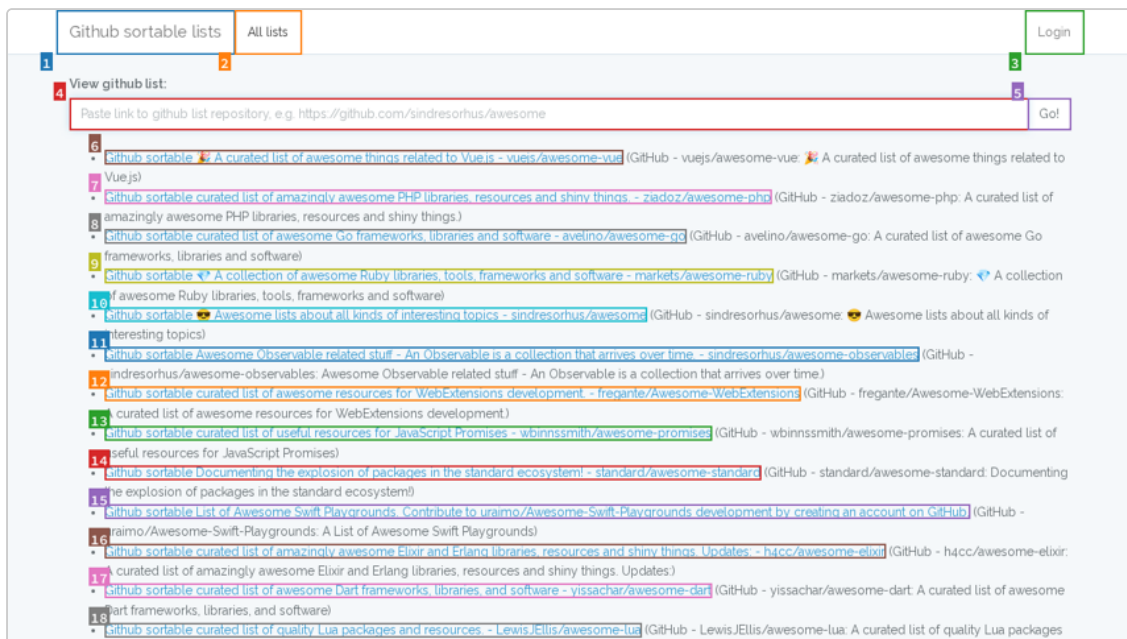 Github sortable lists All lists Login
1 2 3
View github list:
4 5
Paste link to github list repository, e.g. https://github.com/sindresorhus/awesome Go!
6
Github sortable 🎉 A curated list of awesome things related to Vue.js - vuejs/awesome-vue (GitHub - vuejs/awesome-vue: 🎉 A curated list of awesome things related to
Vue.js)
7
Github sortable curated list of amazingly awesome PHP libraries, resources and shiny things. - ziadoz/awesome-php (GitHub - ziadoz/awesome-php: A curated list of
amazingly awesome PHP libraries, resources and shiny things.)
8
Github sortable curated list of awesome Go frameworks, libraries and software - avelino/awesome-go (GitHub - avelino/awesome-go: A curated list of awesome Go
frameworks, libraries and software)
9
Github sortable 💎 A collection of awesome Ruby libraries, tools, frameworks and software - markets/awesome-ruby (GitHub - markets/awesome-ruby: 💎 A collection
of awesome Ruby libraries, tools, frameworks and software)
10
Github sortable 😎 Awesome lists about all kinds of interesting topics - sindresorhus/awesome (GitHub - sindresorhus/awesome: 😎 Awesome lists about all kinds of
interesting topics)
11
Github sortable Awesome Observable related stuff - An Observable is a collection that arrives over time. - sindresorhus/awesome-observables (GitHub -
sindresorhus/awesome-observables: Awesome Observable related stuff - An Observable is a collection that arrives over time.)
12
Github sortable curated list of awesome resources for WebExtensions development. - fregante/Awesome-WebExtensions (GitHub - fregante/Awesome-WebExtensions:
A curated list of awesome resources for WebExtensions development.)
13
Github sortable curated list of useful resources for JavaScript Promises - wbinnssmith/awesome-promises (GitHub - wbinnssmith/awesome-promises: A curated list of
useful resources for JavaScript Promises)
14
Github sortable Documenting the explosion of packages in the standard ecosystem! - standard/awesome-standard (GitHub - standard/awesome-standard: Documenting
the explosion of packages in the standard ecosystem!)
15
Github sortable List of Awesome Swift Playgrounds. Contribute to uraimo/Awesome-Swift-Playgrounds development by creating an account on GitHub. (GitHub -
uraimo/Awesome-Swift-Playgrounds: A List of Awesome Swift Playgrounds)
16
Github sortable curated list of amazingly awesome Elixir and Erlang libraries, resources and shiny things. Updates: - h4cc/awesome-elixir (GitHub - h4cc/awesome-elixir:
A curated list of amazingly awesome Elixir and Erlang libraries, resources and shiny things. Updates:)
17
Github sortable curated list of awesome Dart frameworks, libraries, and software - yissachar/awesome-dart (GitHub - yissachar/awesome-dart: A curated list of awesome
Dart frameworks, libraries, and software)
18
Github sortable curated list of quality Lua packages and resources. - LewisJEllis/awesome-lua (GitHub - LewisJEllis/awesome-lua: A curated list of quality Lua packages